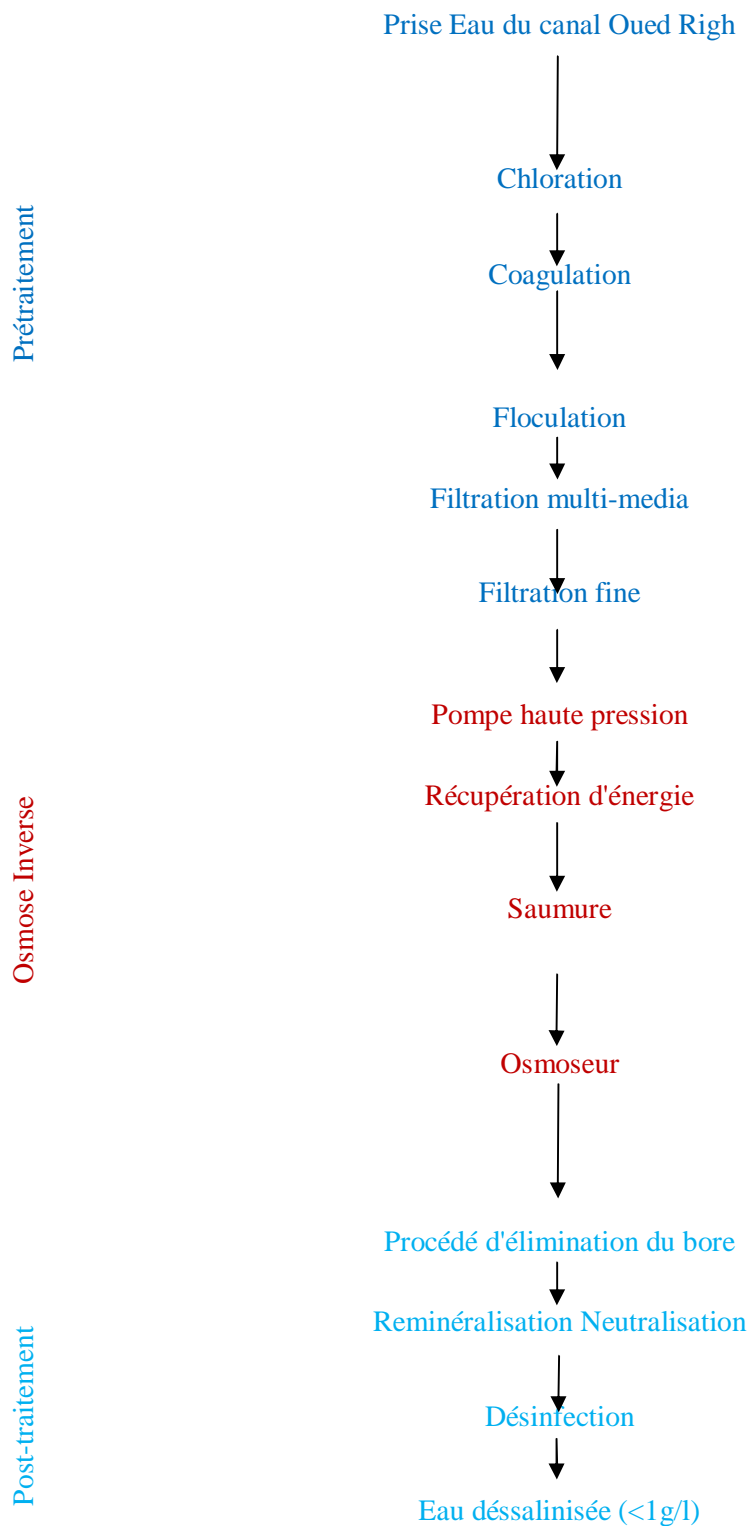 Prise Eau du canal Oued Righ
Prétraitement
Chloration
Coagulation
Floculation
Filtration multi-media
Filtration fine
Osmose Inverse
Pompe haute pression
Récupération d'énergie
Saumure
Osmoseur
Post-traitement
Procédé d'élimination du bore
Reminéralisation Neutralisation
Désinfection
Eau déssalinisée (<1g/l)